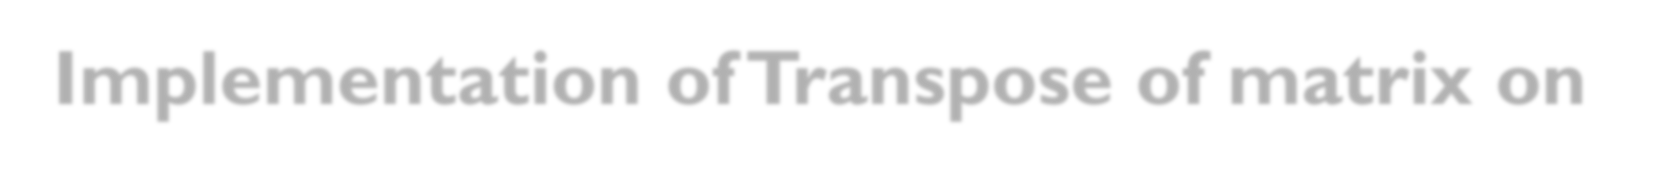 Implementation of Transpose of matrix on